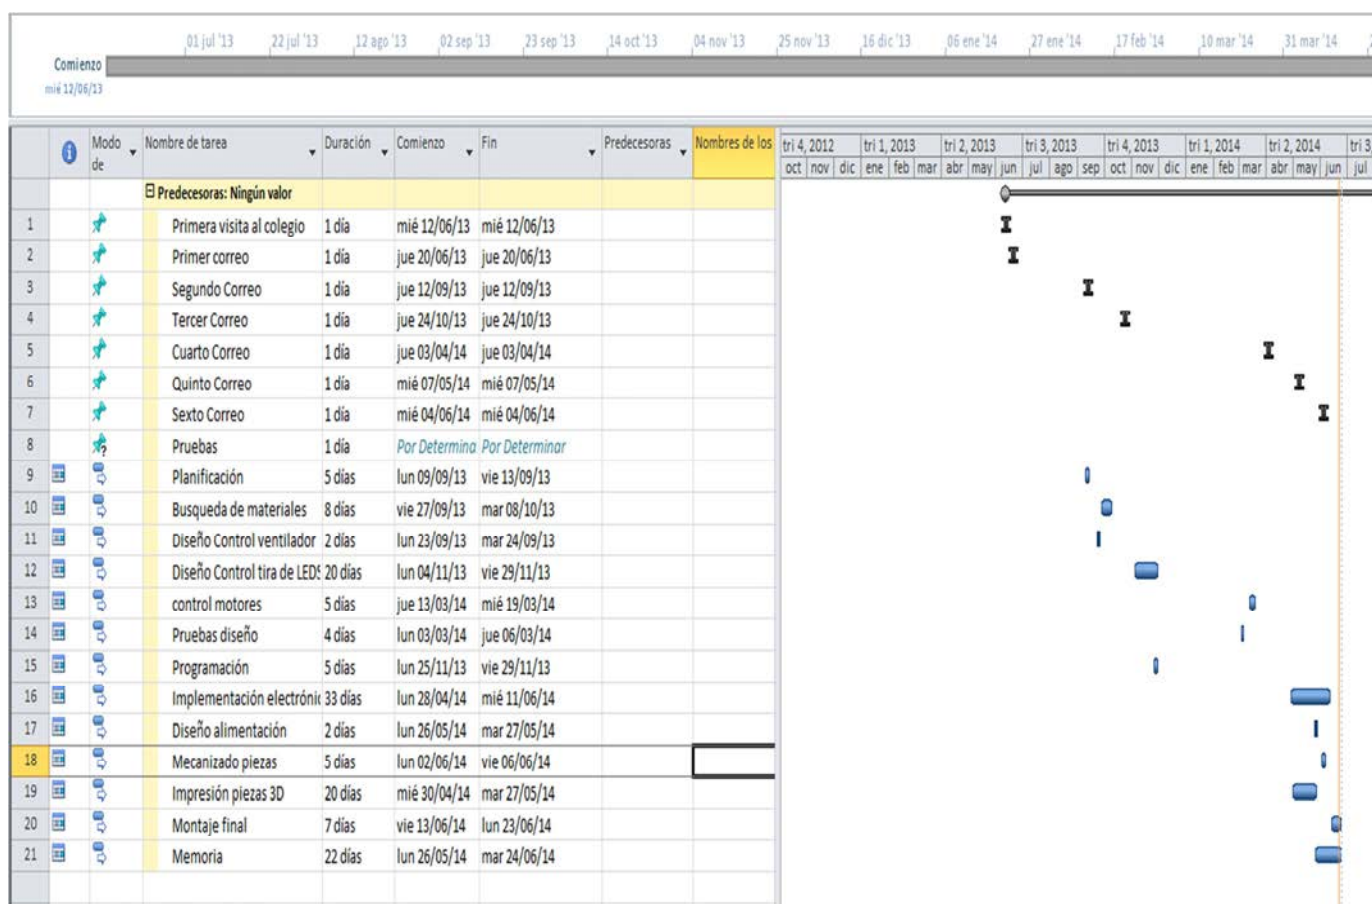 01 jul '13 22 jul '13 12 ago '13 02 sep '13 23 sep '13 14 oct '13 04 nov '13 25 nov '13 16 dic '13 06 ene '14 27 ene '14 17 feb '14 10 mar '14 31 mar '14
Comienzo
mié 12/06/13
Modo de Nombre de tarea Duración Comienzo Fin Predecesoras Nombres de los
tri 4, 2012 tri 1, 2013 tri 2, 2013 tri 3, 2013 tri 4, 2013 tri 1, 2014 tri 2, 2014 tri 3,
oct nov dic ene feb mar abr may jun jul ago sep oct nov dic ene feb mar abr may jun jul
Predecesoras: Ningún valor
1 Primera visita al colegio 1 día mié 12/06/13 mié 12/06/13
2 Primer correo 1 día jue 20/06/13 jue 20/06/13
3 Segundo Correo 1 día jue 12/09/13 jue 12/09/13
4 Tercer Correo 1 día jue 24/10/13 jue 24/10/13
5 Cuarto Correo 1 día jue 03/04/14 jue 03/04/14
6 Quinto Correo 1 día mié 07/05/14 mié 07/05/14
7 Sexto Correo 1 día mié 04/06/14 mié 04/06/14
8 Pruebas 1 día Por Determina Por Determinar
9 Planificación 5 días lun 09/09/13 vie 13/09/13
10 Busqueda de materiales 8 días vie 27/09/13 mar 08/10/13
11 Diseño Control ventilador 2 días lun 23/09/13 mar 24/09/13
12 Diseño Control tira de LEDS 20 días lun 04/11/13 vie 29/11/13
13 control motores 5 días jue 13/03/14 mié 19/03/14
14 Pruebas diseño 4 días lun 03/03/14 jue 06/03/14
15 Programación 5 días lun 25/11/13 vie 29/11/13
16 Implementación electrónic 33 días lun 28/04/14 mié 11/06/14
17 Diseño alimentación 2 días lun 26/05/14 mar 27/05/14
18 Mecanizado piezas 5 días lun 02/06/14 vie 06/06/14
19 Impresión piezas 3D 20 días mié 30/04/14 mar 27/05/14
20 Montaje final 7 días vie 13/06/14 lun 23/06/14
21 Memoria 22 días lun 26/05/14 mar 24/06/14